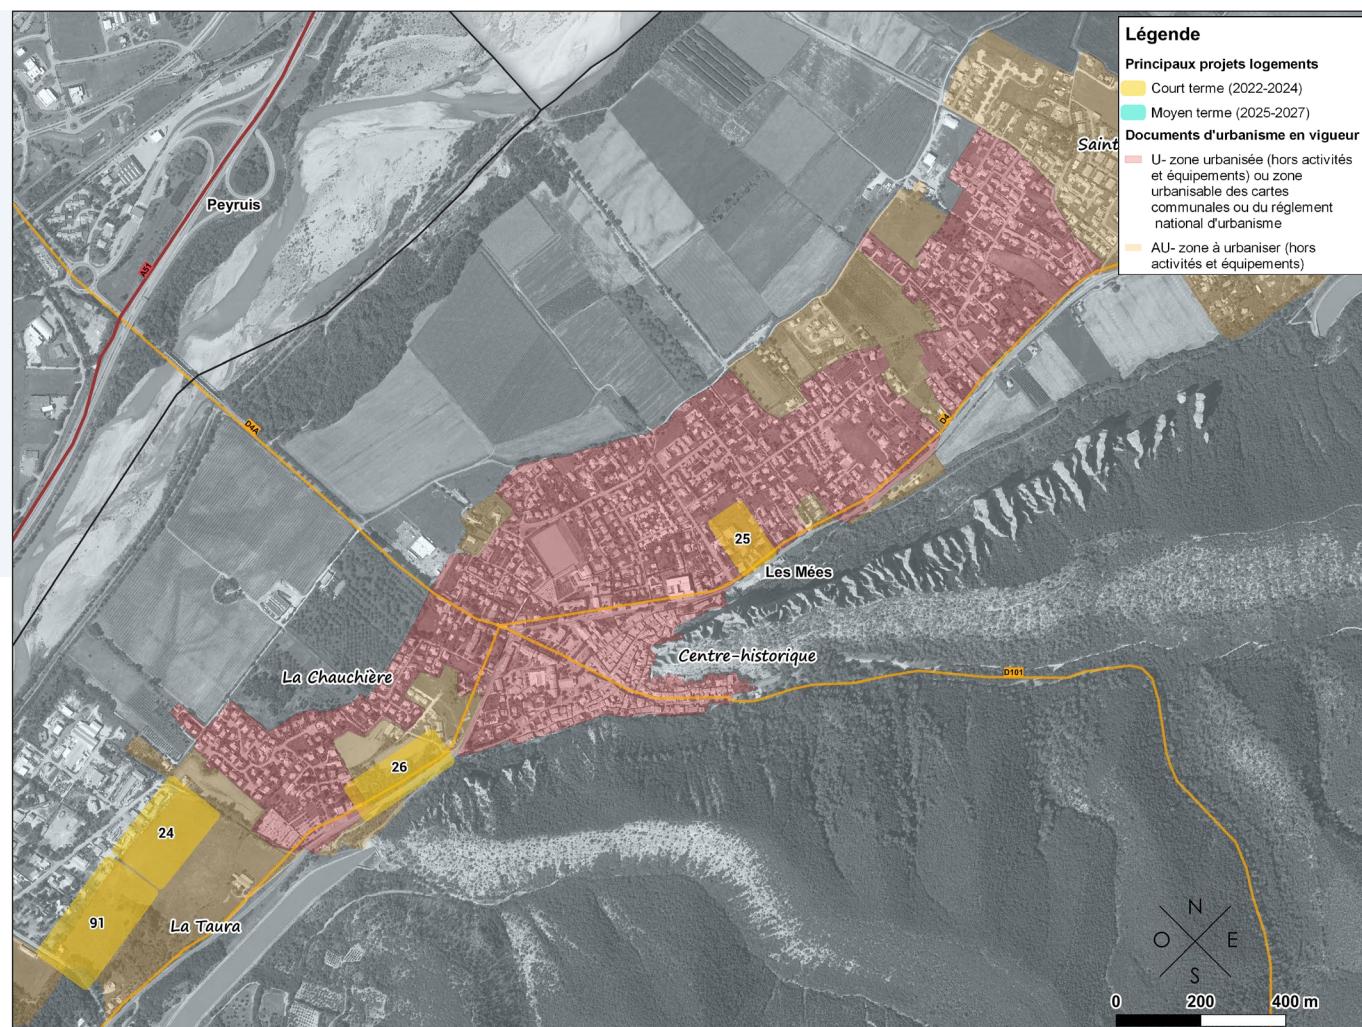 Légende
Principaux projets logements
Court terme (2022-2024)
Moyen terme (2025-2027)
Documents d'urbanisme en vigueur
U- zone urbanisée (hors activités
et équipements) ou zone
urbanisable des cartes
communales ou du réglement
national d'urbanisme
AU- zone à urbaniser (hors
activités et équipements)
Saint
Peyruis
A51
D4A
D4
25
Les Mées
Centre-historique
D101
La Chauchière
26
24
91
La Taura
N
O
E
S
0 200 400 m